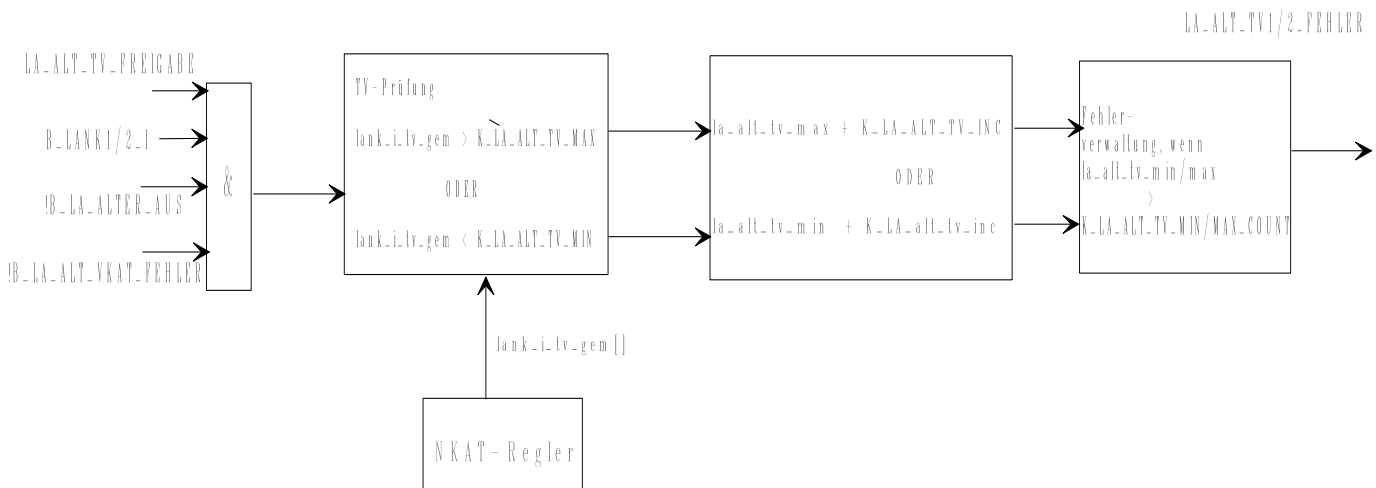 LA_ALT_TV1/2_FEHLER
LA_ALT_TV_FREIGABE
B_LANK1/2_I
!B_LA_ALTER_AUS
!B_LA_ALT_VKAT_FEHLER
&
TV-Prüfung
lank_i_tv_gem > K_LA_ALT_TV_MAX
ODER
lank_i_tv_gem < K_LA_ALT_TV_MIN
la_alt_tv_max + K_LA_ALT_TV_INC
ODER
la_alt_tv_min + K_LA_alt_tv_inc
Fehler-
verwaltung, wenn
la_alt_tv_min/max
>
K_LA_ALT_TV_MIN/MAX_COUNT
lank_i_tv_gem[]
NKAT-Regler